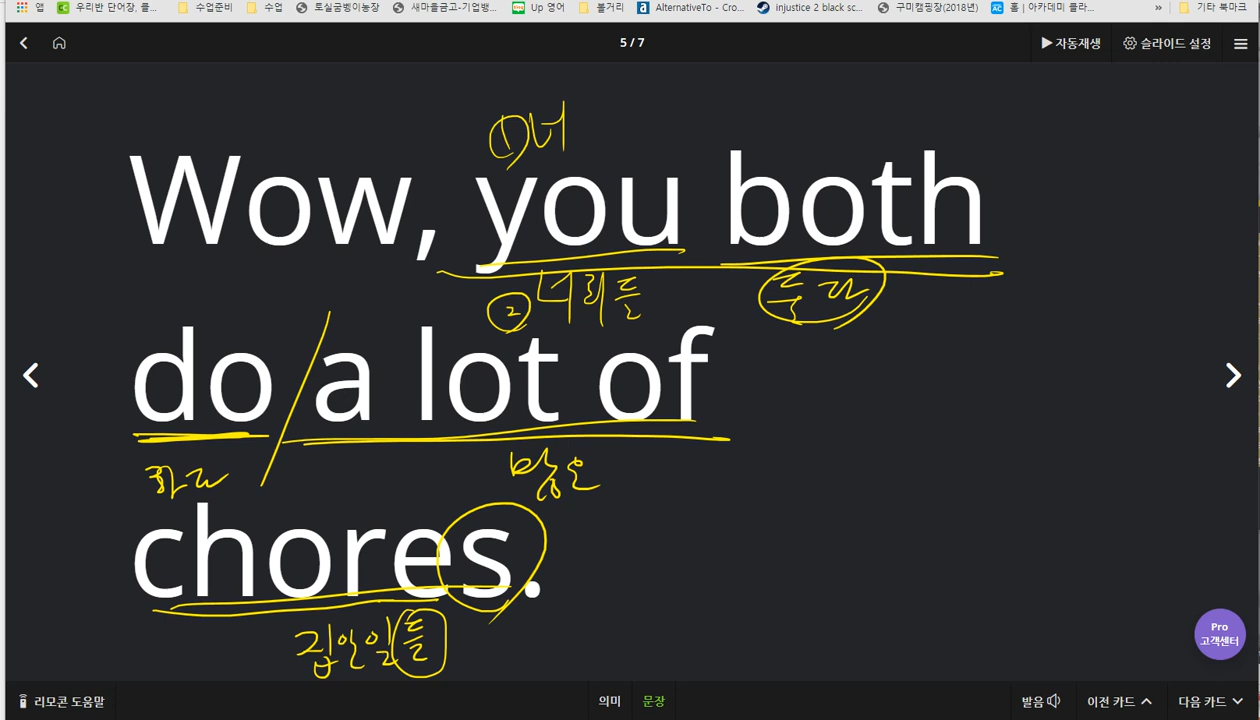 앱 우리반 단어장, 클... 수업준비 수업 토실굼벵이농장 새마을금고-기업뱅... Up 영어 볼거리 AlternativeTo - Cro... injustice 2 black sc... 구미캠핑장(2018년) 홈 | 아카데미 클라... » 기타 북마크
5 / 7 자동재생 슬라이드 설정
① 너
Wow, you both
② 너희들 둘 다
do / a lot of
하고 많은
chores.
집안일들
Pro
고객센터
리모콘 도움말 의미 문장 발음 이전 카드 다음 카드